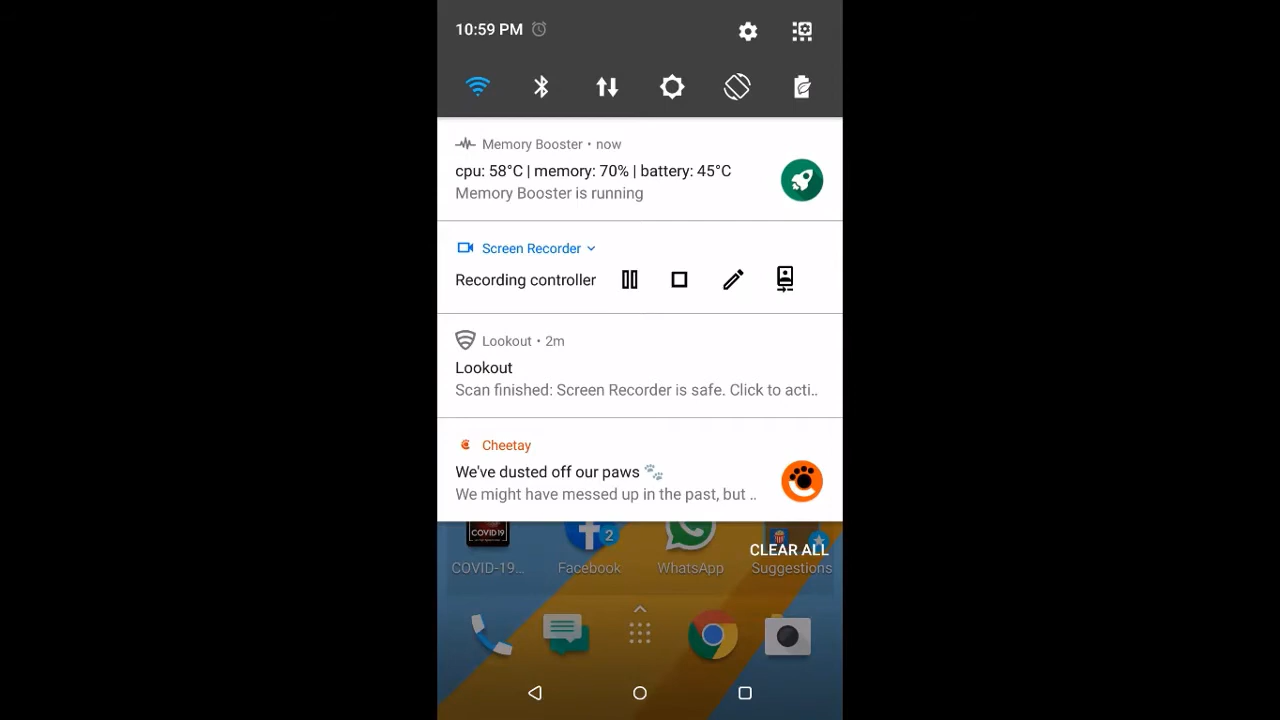 10:59 PM
Memory Booster • now
cpu: 58°C | memory: 70% | battery: 45°C
Memory Booster is running
Screen Recorder
Recording controller
Lookout • 2m
Lookout
Scan finished: Screen Recorder is safe. Click to acti..
Cheetay
We've dusted off our paws 🐾
We might have messed up in the past, but ..
COVID19
2
CLEAR ALL
COVID-19...
Facebook
WhatsApp
Suggestions